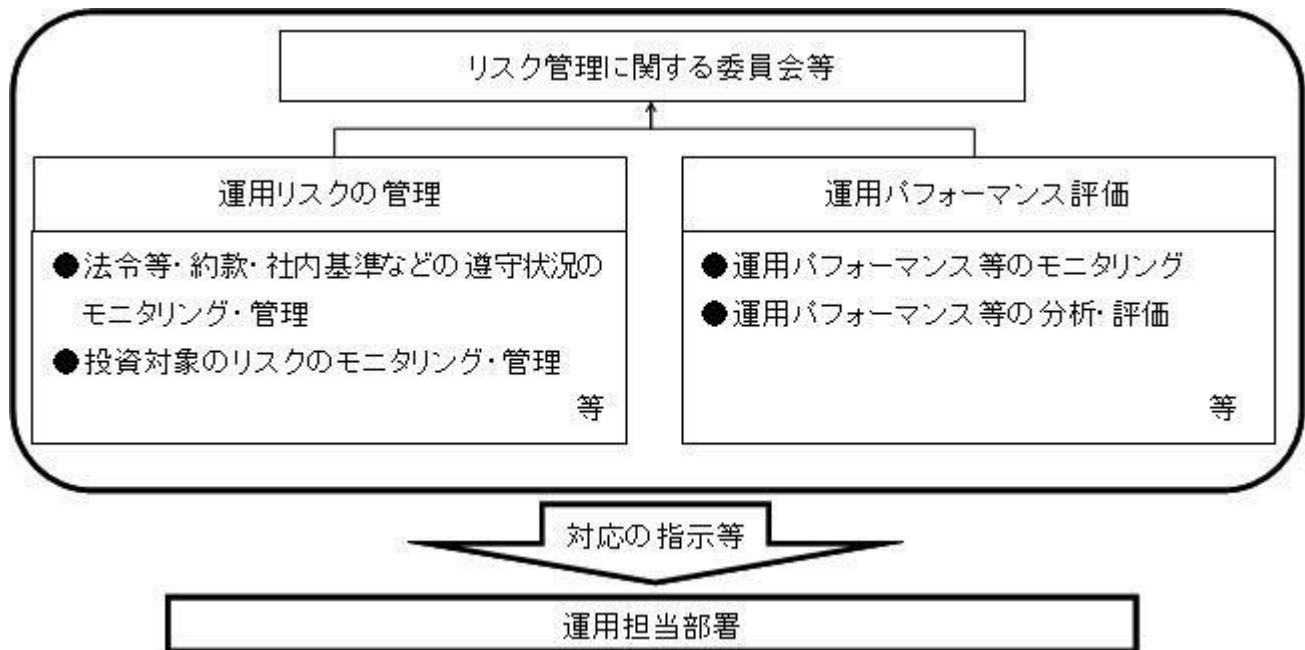 リスク管理に関する委員会等
運用リスクの管理
●法令等・約款・社内基準などの遵守状況の
モニタリング・管理
●投資対象のリスクのモニタリング・管理
等
運用パフォーマンス評価
●運用パフォーマンス等のモニタリング
●運用パフォーマンス等の分析・評価
等
対応の指示等
運用担当部署